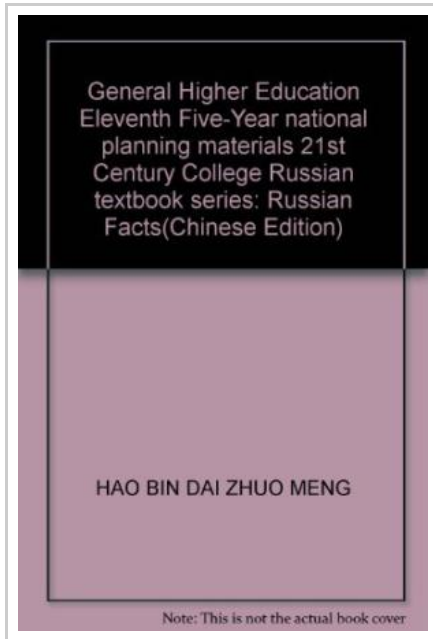 General Higher Education
Eleventh Five-Year national
planning materials 21st
Century College Russian
textbook series: Russian
Facts(Chinese Edition)
HAO BIN DAI ZHUO MENG
Note: This is not the actual book cover